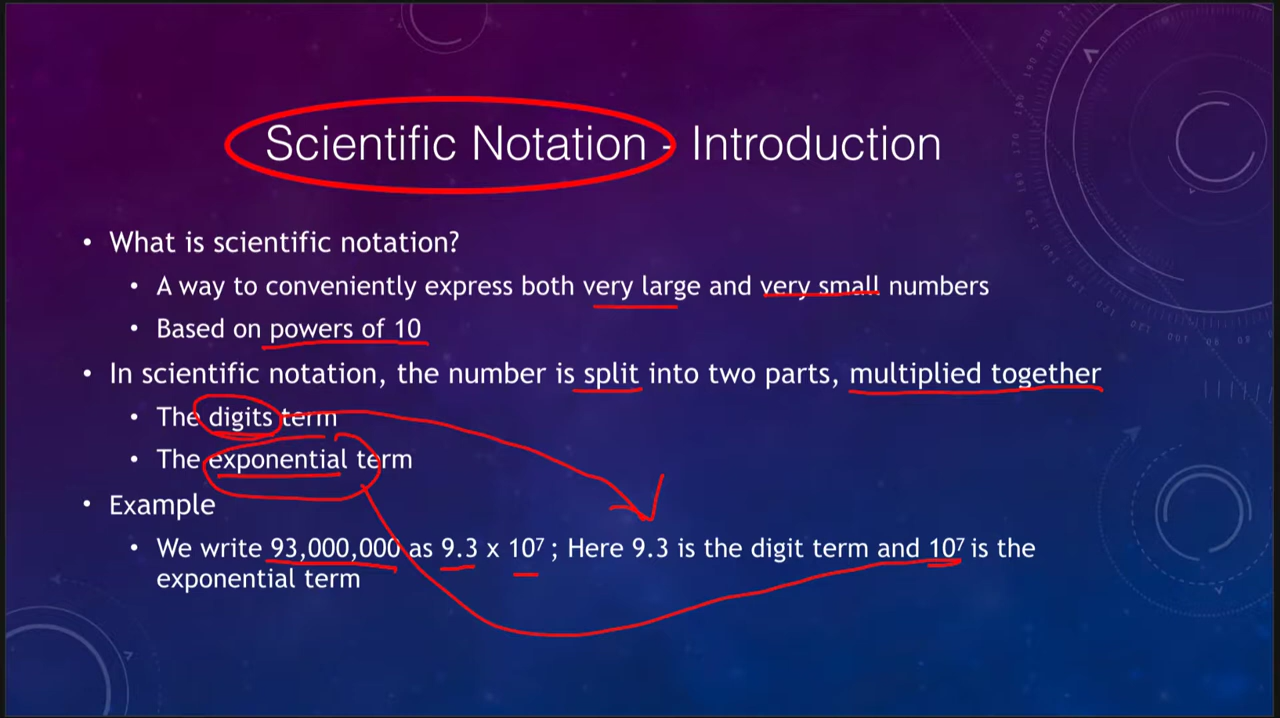 Scientific Notation - Introduction
• What is scientific notation?
• A way to conveniently express both very large and very small numbers
• Based on powers of 10
• In scientific notation, the number is split into two parts, multiplied together
• The digits term
• The exponential term
• Example
• We write 93,000,000 as 9.3 x 10⁷ ; Here 9.3 is the digit term and 10⁷ is the
exponential term